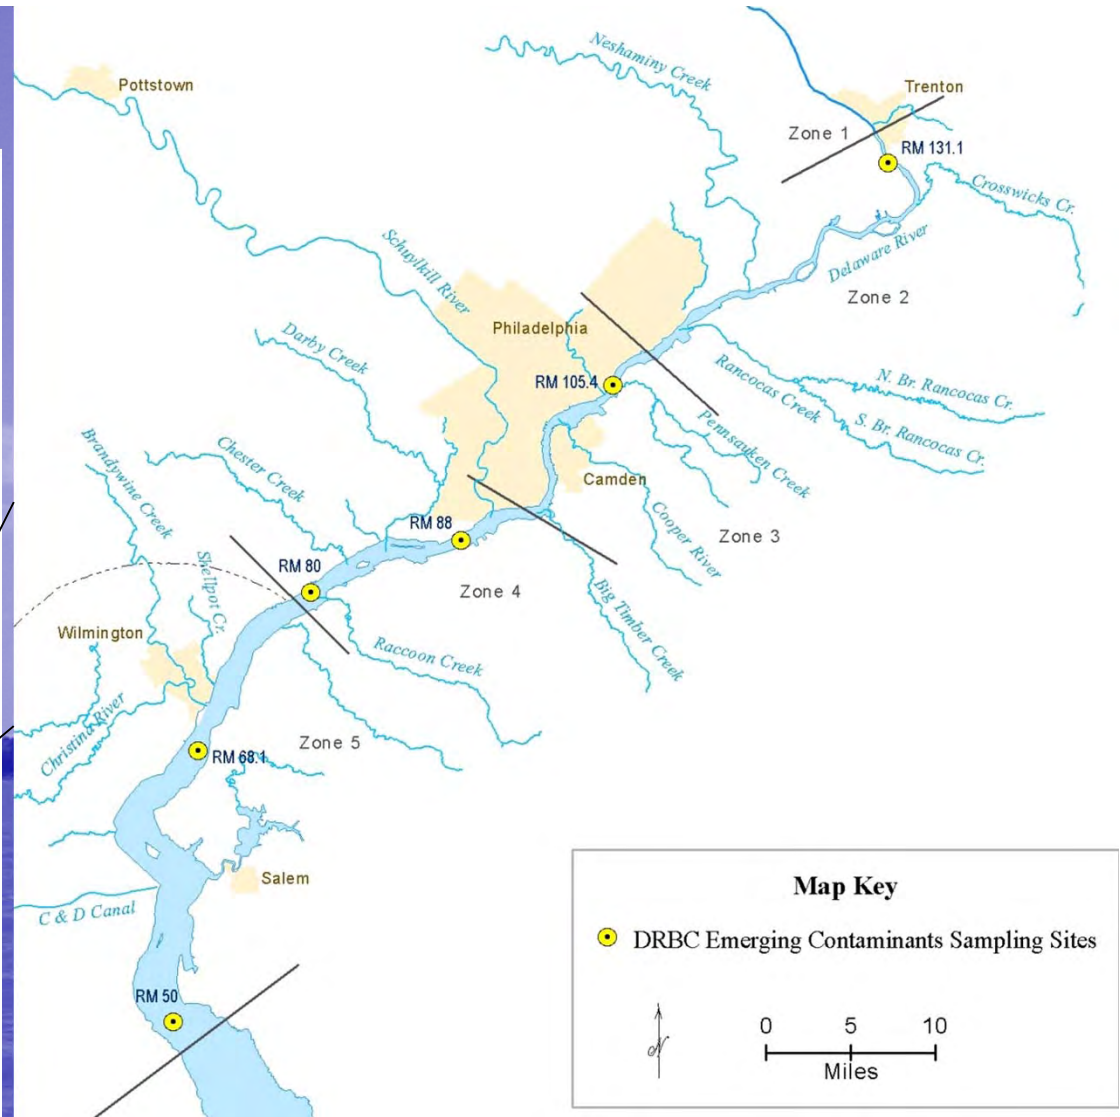 Neshaminy Creek
Pottstown
Trenton
Zone 1
RM 131.1
Crosswicks Cr.
Schuylkill River
Delaware River
Zone 2
Philadelphia
Darby Creek
RM 105.4
Rancocas Creek
N. Br. Rancocas Cr.
S. Br. Rancocas Cr.
Pennsauken Creek
Brandywine Creek
Chester Creek
Camden
Cooper River
RM 88
Zone 3
Shellpot Cr.
RM 80
Zone 4
Big Timber Creek
Wilmington
Raccoon Creek
Christina River
Zone 5
RM 68.1
Salem
C & D Canal
RM 50
Map Key
DRBC Emerging Contaminants Sampling Sites
N
0 5 10
Miles